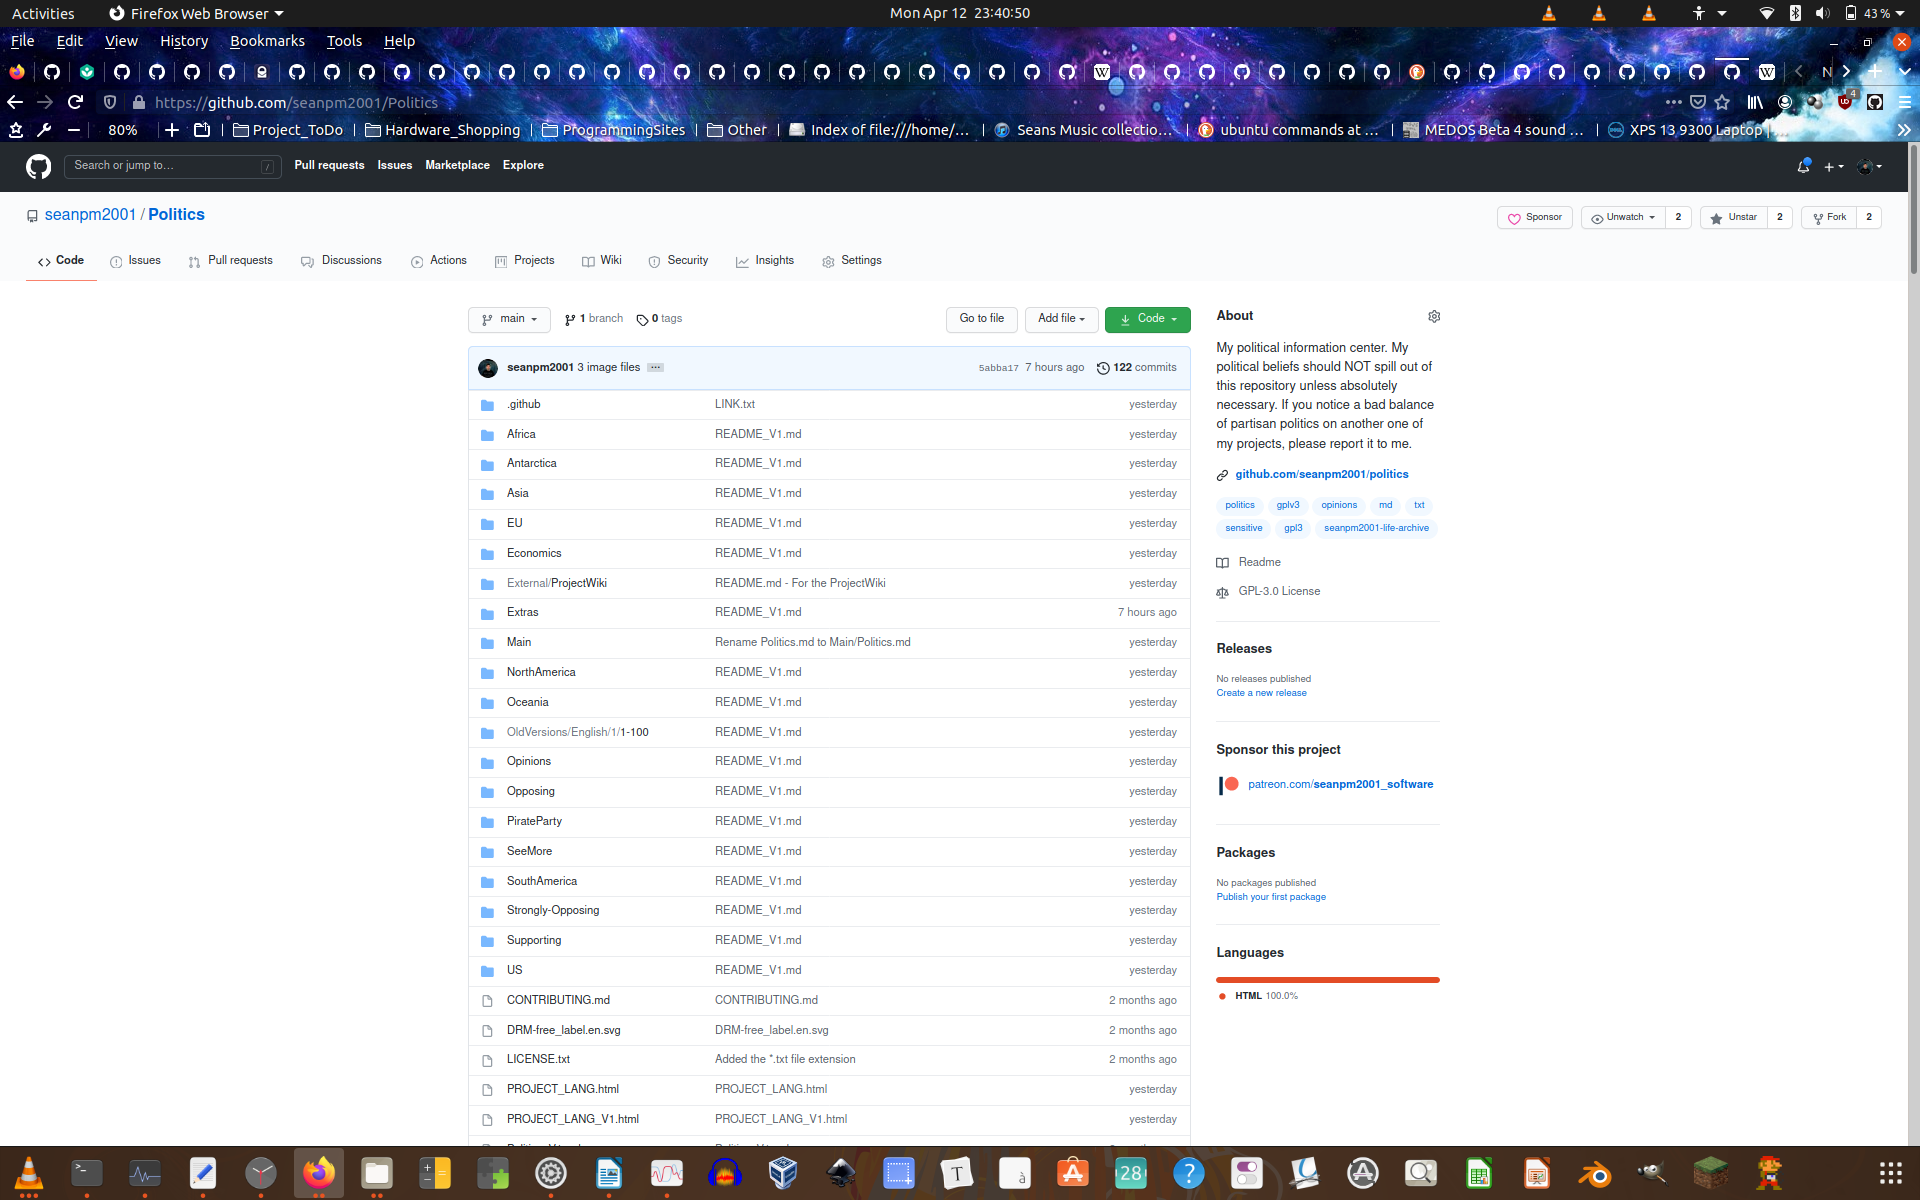 Activities Firefox Web Browser Mon Apr 12 23:40:50 43 %
File Edit View History Bookmarks Tools Help
https://github.com/seanpm2001/Politics 4
80% Project_ToDo Hardware_Shopping ProgrammingSites Other Index of file:///home/… Seans Music collectio… ubuntu commands at … MEDOS Beta 4 sound … XPS 13 9300 Laptop | …
Search or jump to… / Pull requests Issues Marketplace Explore
seanpm2001 / Politics Sponsor Unwatch 2 Unstar 2 Fork 2
Code Issues Pull requests Discussions Actions Projects Wiki Security Insights Settings
main 1 branch 0 tags Go to file Add file Code
seanpm2001 3 image files … 5abba17 7 hours ago 122 commits
.github LINK.txt yesterday
Africa README_V1.md yesterday
Antarctica README_V1.md yesterday
Asia README_V1.md yesterday
EU README_V1.md yesterday
Economics README_V1.md yesterday
External/ProjectWiki README.md - For the ProjectWiki yesterday
Extras README_V1.md 7 hours ago
Main Rename Politics.md to Main/Politics.md yesterday
NorthAmerica README_V1.md yesterday
Oceania README_V1.md yesterday
OldVersions/English/1/1-100 README_V1.md yesterday
Opinions README_V1.md yesterday
Opposing README_V1.md yesterday
PirateParty README_V1.md yesterday
SeeMore README_V1.md yesterday
SouthAmerica README_V1.md yesterday
Strongly-Opposing README_V1.md yesterday
Supporting README_V1.md yesterday
US README_V1.md yesterday
CONTRIBUTING.md CONTRIBUTING.md 2 months ago
DRM-free_label.en.svg DRM-free_label.en.svg 2 months ago
LICENSE.txt Added the *.txt file extension 2 months ago
PROJECT_LANG.html PROJECT_LANG.html yesterday
PROJECT_LANG_V1.html PROJECT_LANG_V1.html yesterday
About
My political information center. My
political beliefs should NOT spill out of
this repository unless absolutely
necessary. If you notice a bad balance
of partisan politics on another one of
my projects, please report it to me.
github.com/seanpm2001/politics
politics gplv3 opinions md txt
sensitive gpl3 seanpm2001-life-archive
Readme
GPL-3.0 License
Releases
No releases published
Create a new release
Sponsor this project
patreon.com/seanpm2001_software
Packages
No packages published
Publish your first package
Languages
HTML 100.0%